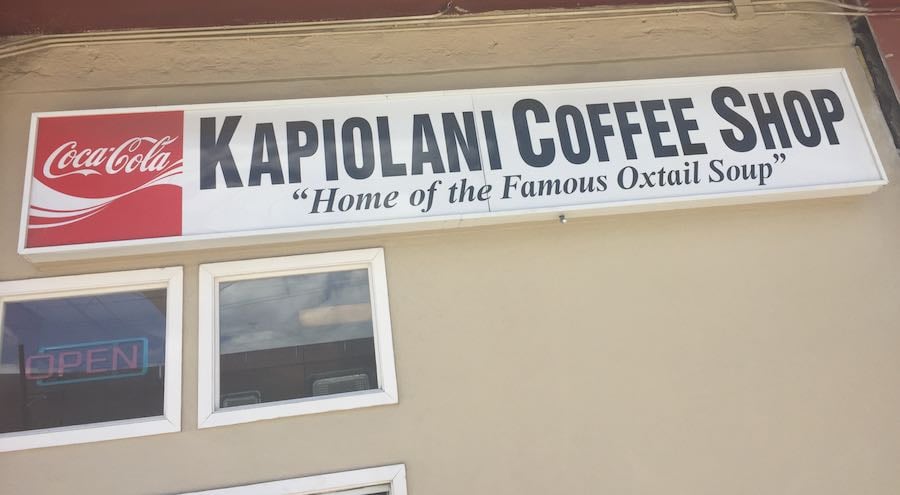 Coca-Cola
KAPIOLANI COFFEE SHOP
"Home of the Famous Oxtail Soup"
OPEN